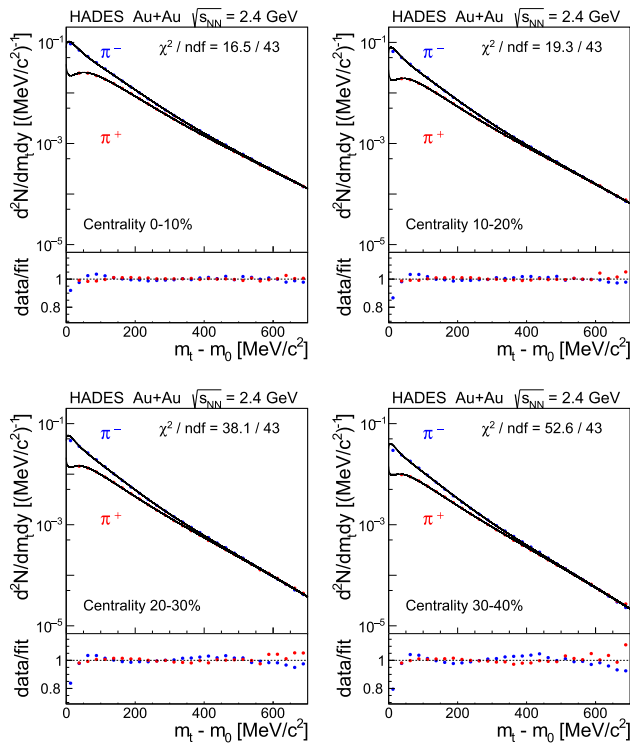 HADES Au+Au √sNN = 2.4 GeV
χ² / ndf = 16.5 / 43
π⁻
π⁺
Centrality 0-10%
d²N/dmₜdy [(MeV/c²)⁻¹]
10⁻¹
10⁻³
10⁻⁵
data/fit
1
0.8
0 200 400 600
mₜ - m₀ [MeV/c²]
HADES Au+Au √sNN = 2.4 GeV
χ² / ndf = 19.3 / 43
π⁻
π⁺
Centrality 10-20%
d²N/dmₜdy [(MeV/c²)⁻¹]
10⁻¹
10⁻³
10⁻⁵
data/fit
1
0.8
0 200 400 600
mₜ - m₀ [MeV/c²]
HADES Au+Au √sNN = 2.4 GeV
χ² / ndf = 38.1 / 43
π⁻
π⁺
Centrality 20-30%
d²N/dmₜdy [(MeV/c²)⁻¹]
10⁻¹
10⁻³
10⁻⁵
data/fit
1
0.8
0 200 400 600
mₜ - m₀ [MeV/c²]
HADES Au+Au √sNN = 2.4 GeV
χ² / ndf = 52.6 / 43
π⁻
π⁺
Centrality 30-40%
d²N/dmₜdy [(MeV/c²)⁻¹]
10⁻¹
10⁻³
10⁻⁵
data/fit
1
0.8
0 200 400 600
mₜ - m₀ [MeV/c²]